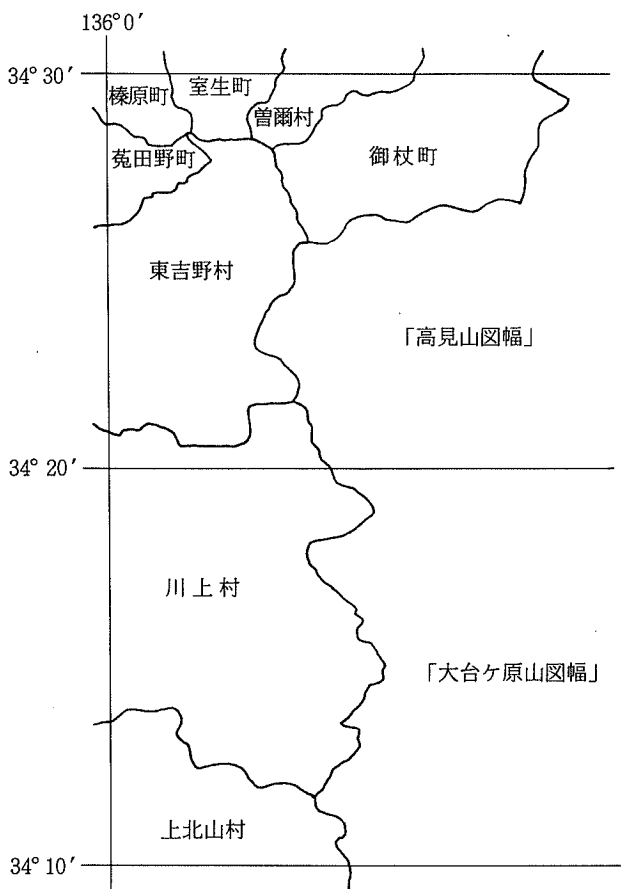 136° 0′
34° 30′
榛原町
室生町
曽爾村
御杖町
菟田野町
東吉野村
「高見山図幅」
34° 20′
川上村
「大台ケ原山図幅」
上北山村
34° 10′